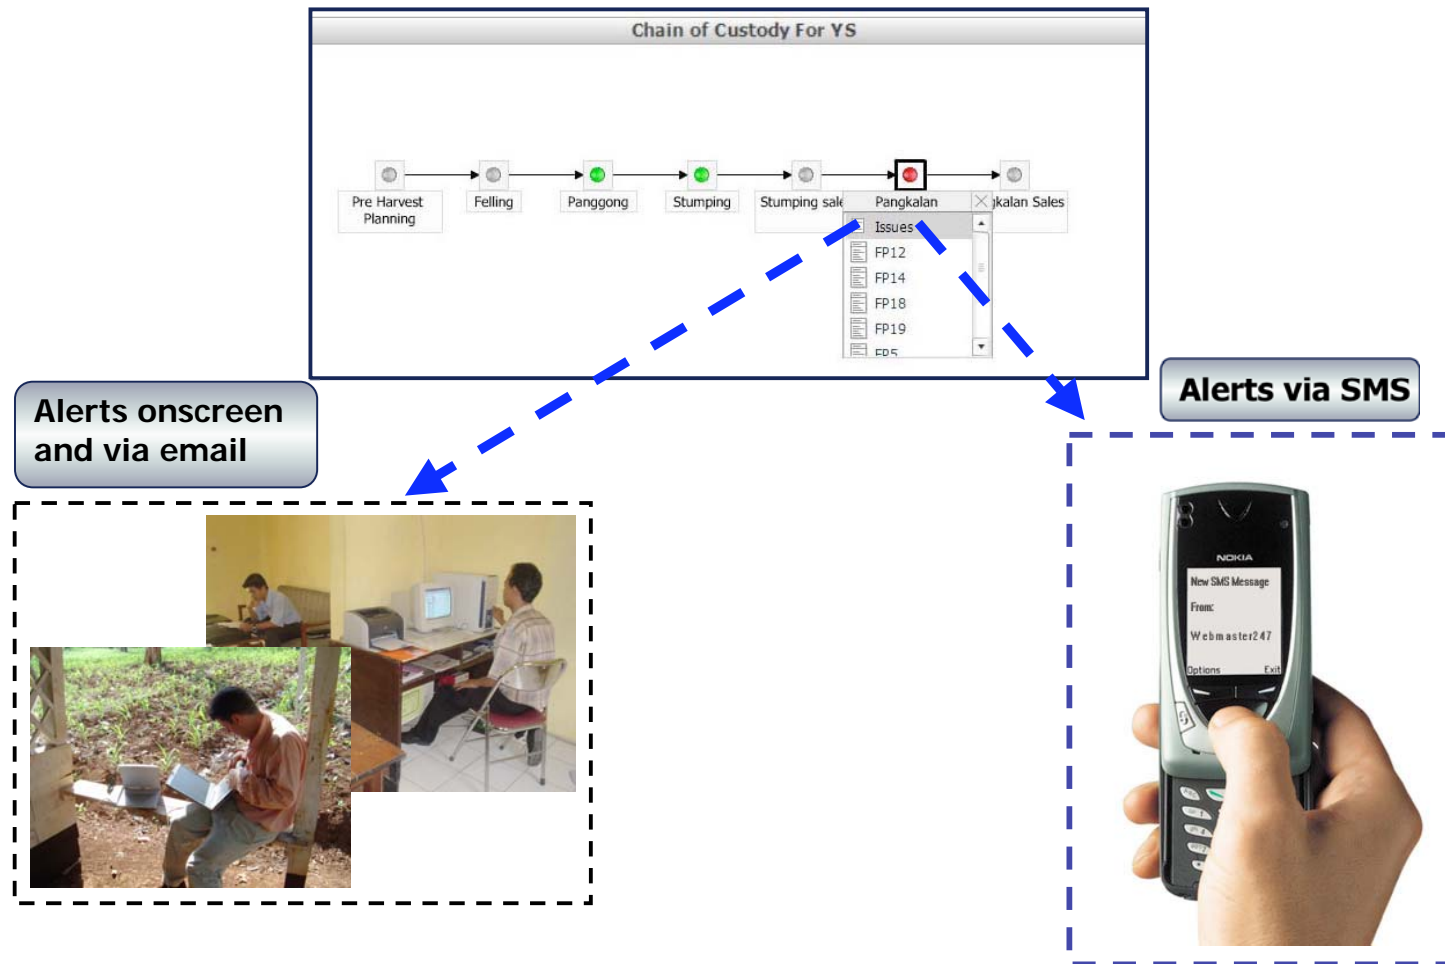 Chain of Custody For YS
Pre Harvest
Planning
Felling
Panggong
Stumping
Stumping sale
Pangkalan
kalan Sales
Issues
FP12
FP14
FP18
FP19
FP5
Alerts onscreen
and via email
Alerts via SMS
NOKIA
New SMS Message
From:
Webmaster247
Options Exit